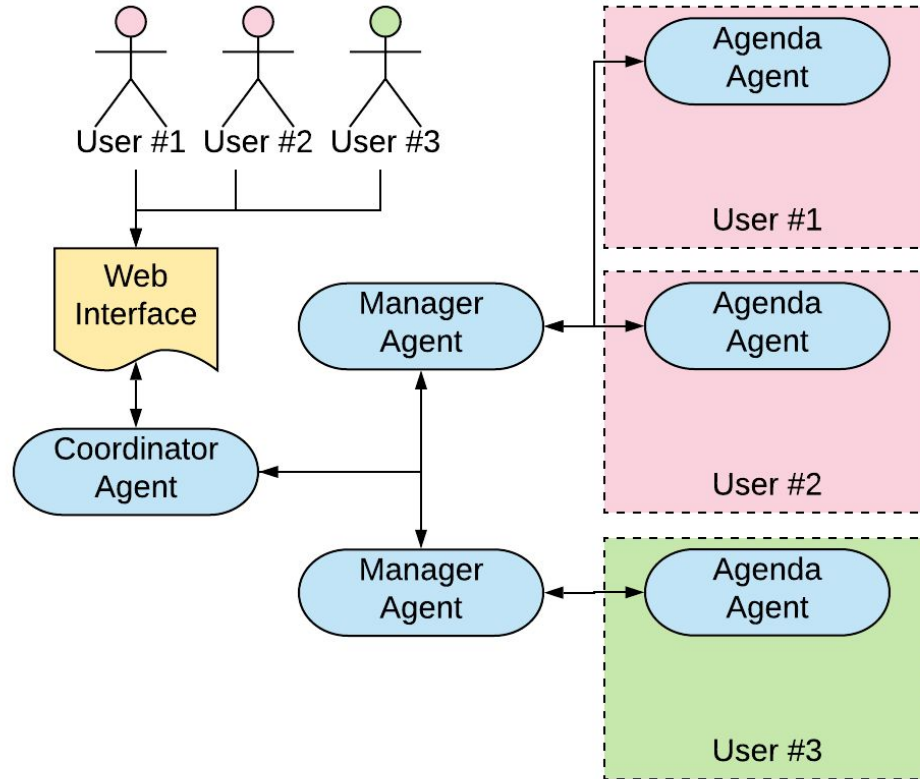 User #1 User #2 User #3
Web
Interface
Coordinator
Agent
Manager
Agent
Manager
Agent
Agenda
Agent
User #1
Agenda
Agent
User #2
Agenda
Agent
User #3